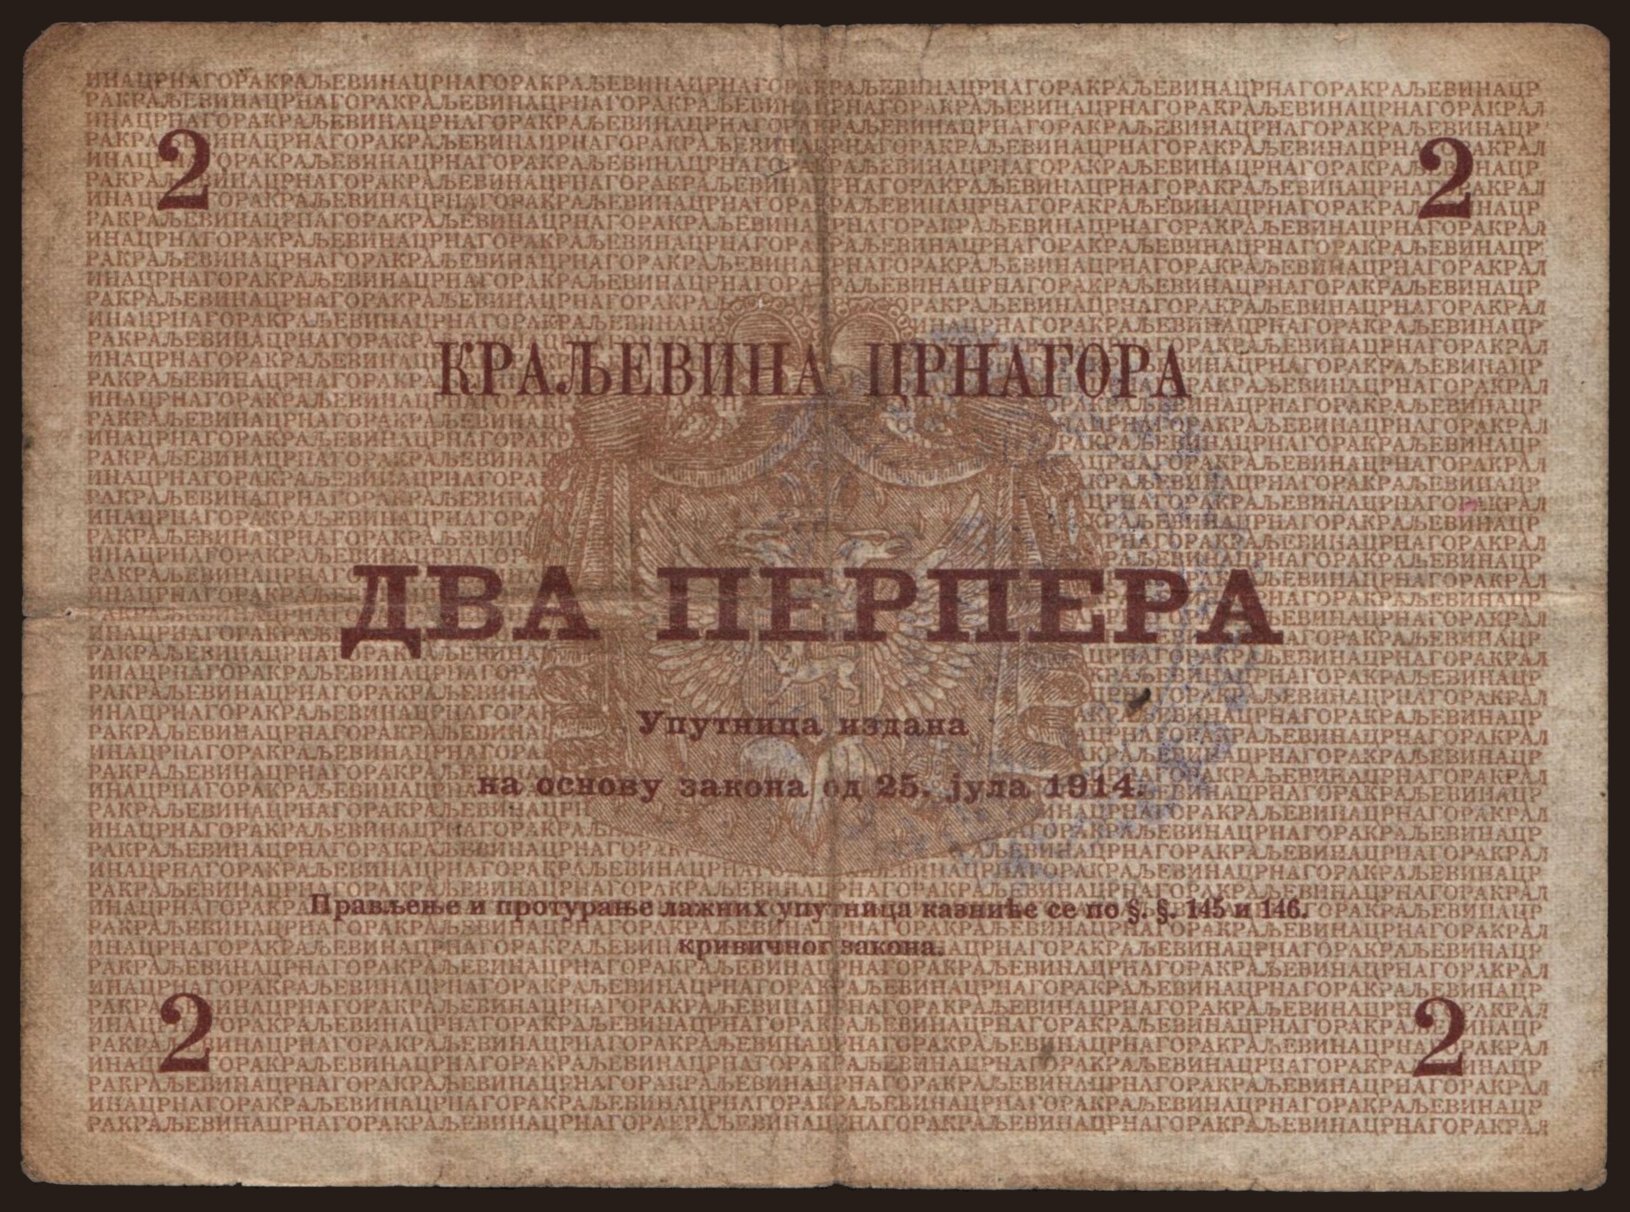 2 2
КРАЉЕВИНА ЦРНАГОРА
ДВА ПЕРПЕРА
Упутница издана
на основу закона од 25. јула 1914.
Прављење и протурање лажних упутница казниће се по §. §. 145 и 146.
кривичног закона.
2 2